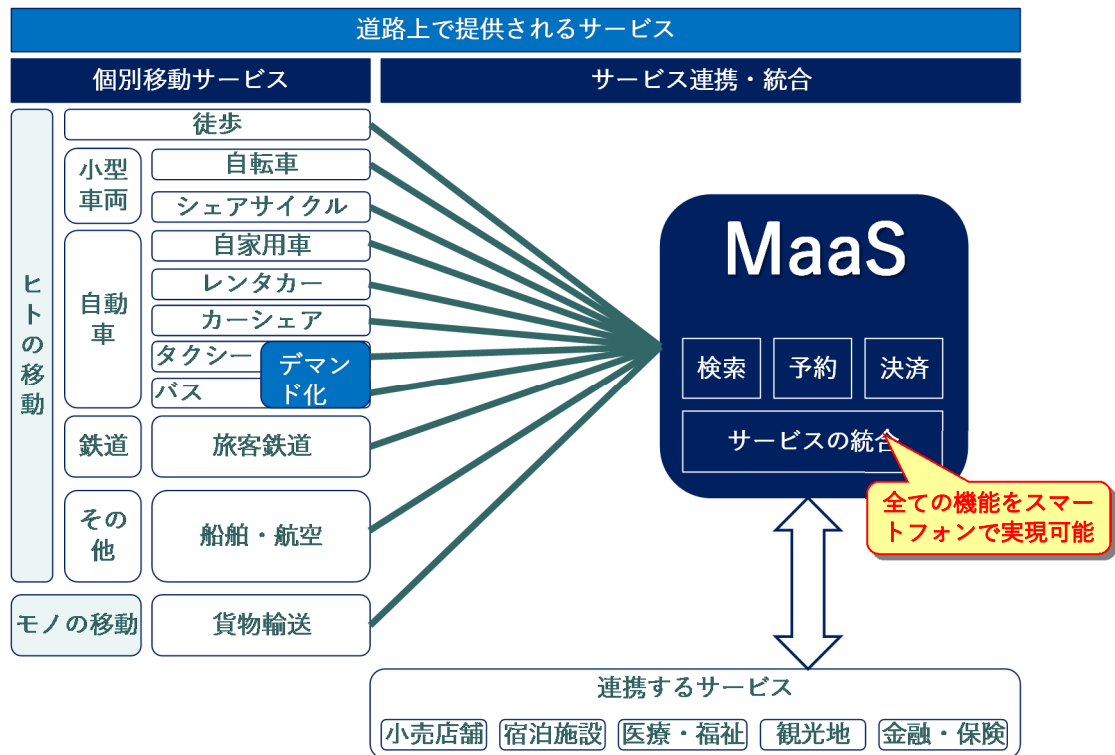 道路上で提供されるサービス
個別移動サービス
サービス連携・統合
ヒトの移動
徒歩
小型
車両
自転車
シェアサイクル
自動
車
自家用車
レンタカー
カーシェア
タクシー
バス
デマン
ド化
鉄道
旅客鉄道
その
他
船舶・航空
モノの移動
貨物輸送
MaaS
検索
予約
決済
サービスの統合
全ての機能をスマー
トフォンで実現可能
連携するサービス
小売店舗
宿泊施設
医療・福祉
観光地
金融・保険